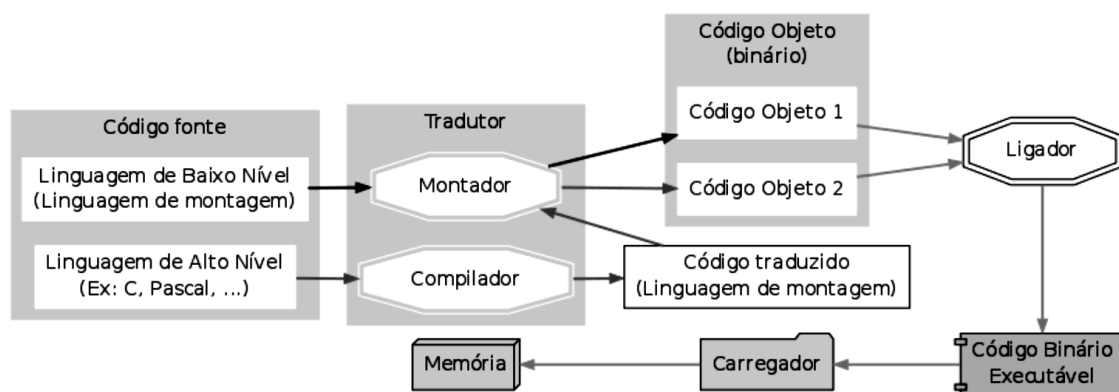 Código fonte
Linguagem de Baixo Nível
(Linguagem de montagem)
Linguagem de Alto Nível
(Ex: C, Pascal, ...)
Tradutor
Montador
Compilador
Código Objeto
(binário)
Código Objeto 1
Código Objeto 2
Código traduzido
(Linguagem de montagem)
Ligador
Código Binário
Executável
Carregador
Memória